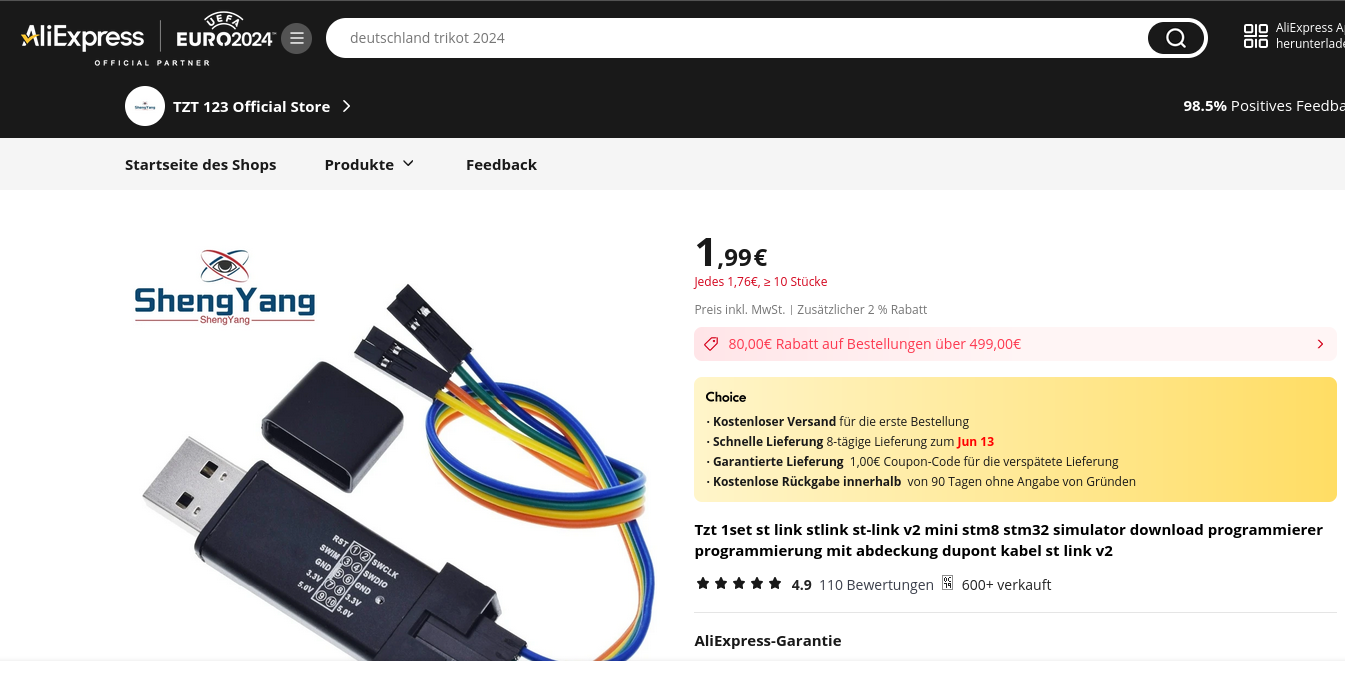 AliExpress
UEFA
EURO2024™
OFFICIAL PARTNER
deutschland trikot 2024
AliExpress A
herunterlade
ShengYang
TZT 123 Official Store
98.5% Positives Feedba
Startseite des Shops
Produkte
Feedback
ShengYang
ShengYang
RST
SWIM
GND
3.3V
5.0V
1 2
3 4
5 6
7 8
9 10
SWCLK
SWDIO
GND
3.3V
5.0V
1,99€
Jedes 1,76€, ≥ 10 Stücke
Preis inkl. MwSt. | Zusätzlicher 2 % Rabatt
80,00€ Rabatt auf Bestellungen über 499,00€
Choice
· Kostenloser Versand für die erste Bestellung
· Schnelle Lieferung 8-tägige Lieferung zum Jun 13
· Garantierte Lieferung 1,00€ Coupon-Code für die verspätete Lieferung
· Kostenlose Rückgabe innerhalb von 90 Tagen ohne Angabe von Gründen
Tzt 1set st link stlink st-link v2 mini stm8 stm32 simulator download programmierer
programmierung mit abdeckung dupont kabel st link v2
4.9 110 Bewertungen 600+ verkauft
AliExpress-Garantie